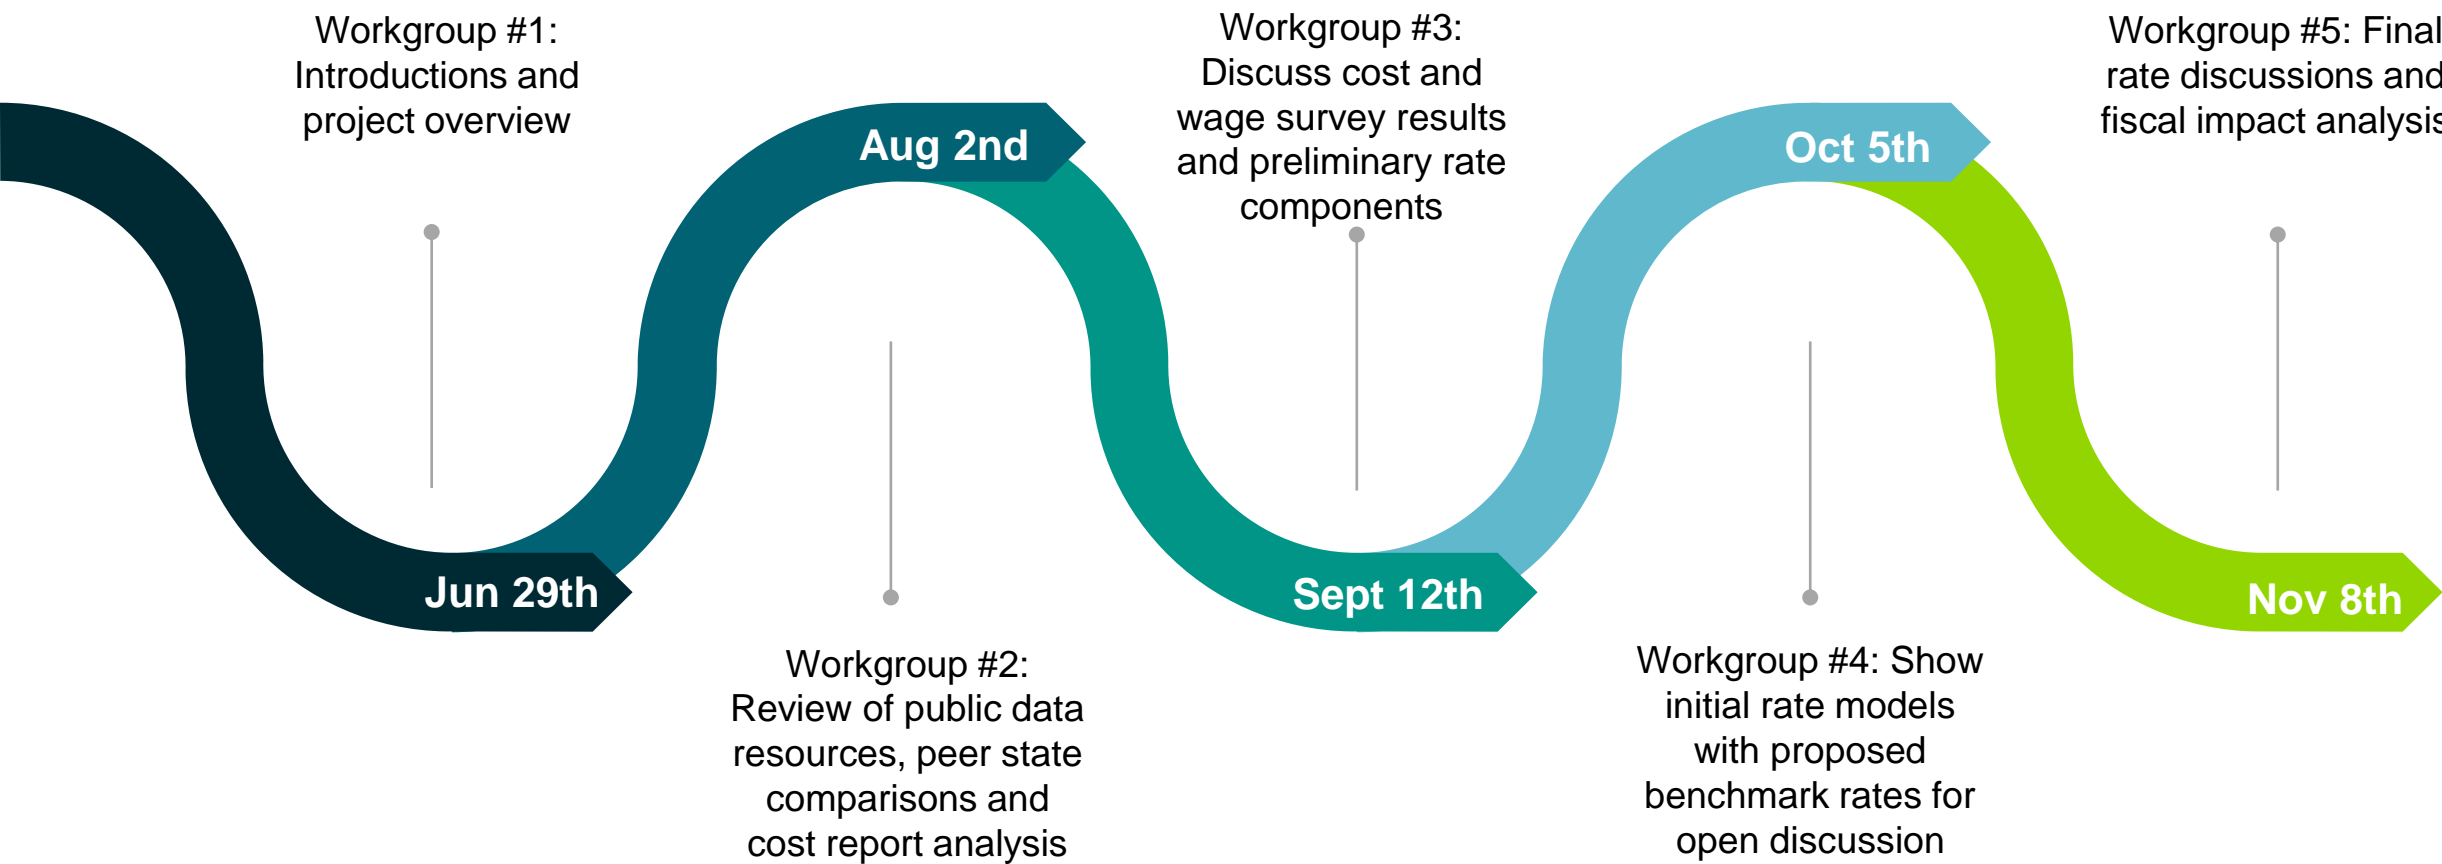 Workgroup #1:
Introductions and
project overview
Jun 29th
Aug 2nd
Workgroup #2:
Review of public data
resources, peer state
comparisons and
cost report analysis
Workgroup #3:
Discuss cost and
wage survey results
and preliminary rate
components
Sept 12th
Oct 5th
Workgroup #4: Show
initial rate models
with proposed
benchmark rates for
open discussion
Workgroup #5: Final
rate discussions and
fiscal impact analysis
Nov 8th